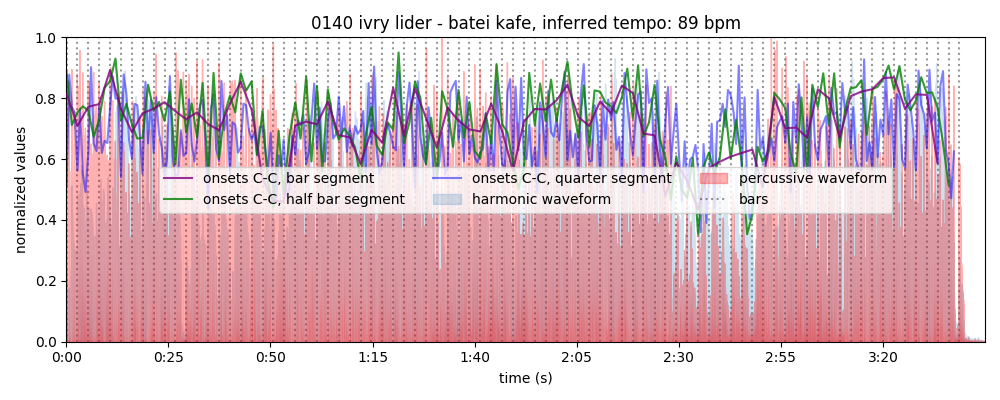 0140 ivry lider - batei kafe, inferred tempo: 89 bpm
1.0
0.8
0.6
0.4
0.2
0.0
normalized values
onsets C-C, bar segment
onsets C-C, half bar segment
onsets C-C, quarter segment
harmonic waveform
percussive waveform
bars
0:00 0:25 0:50 1:15 1:40 2:05 2:30 2:55 3:20
time (s)